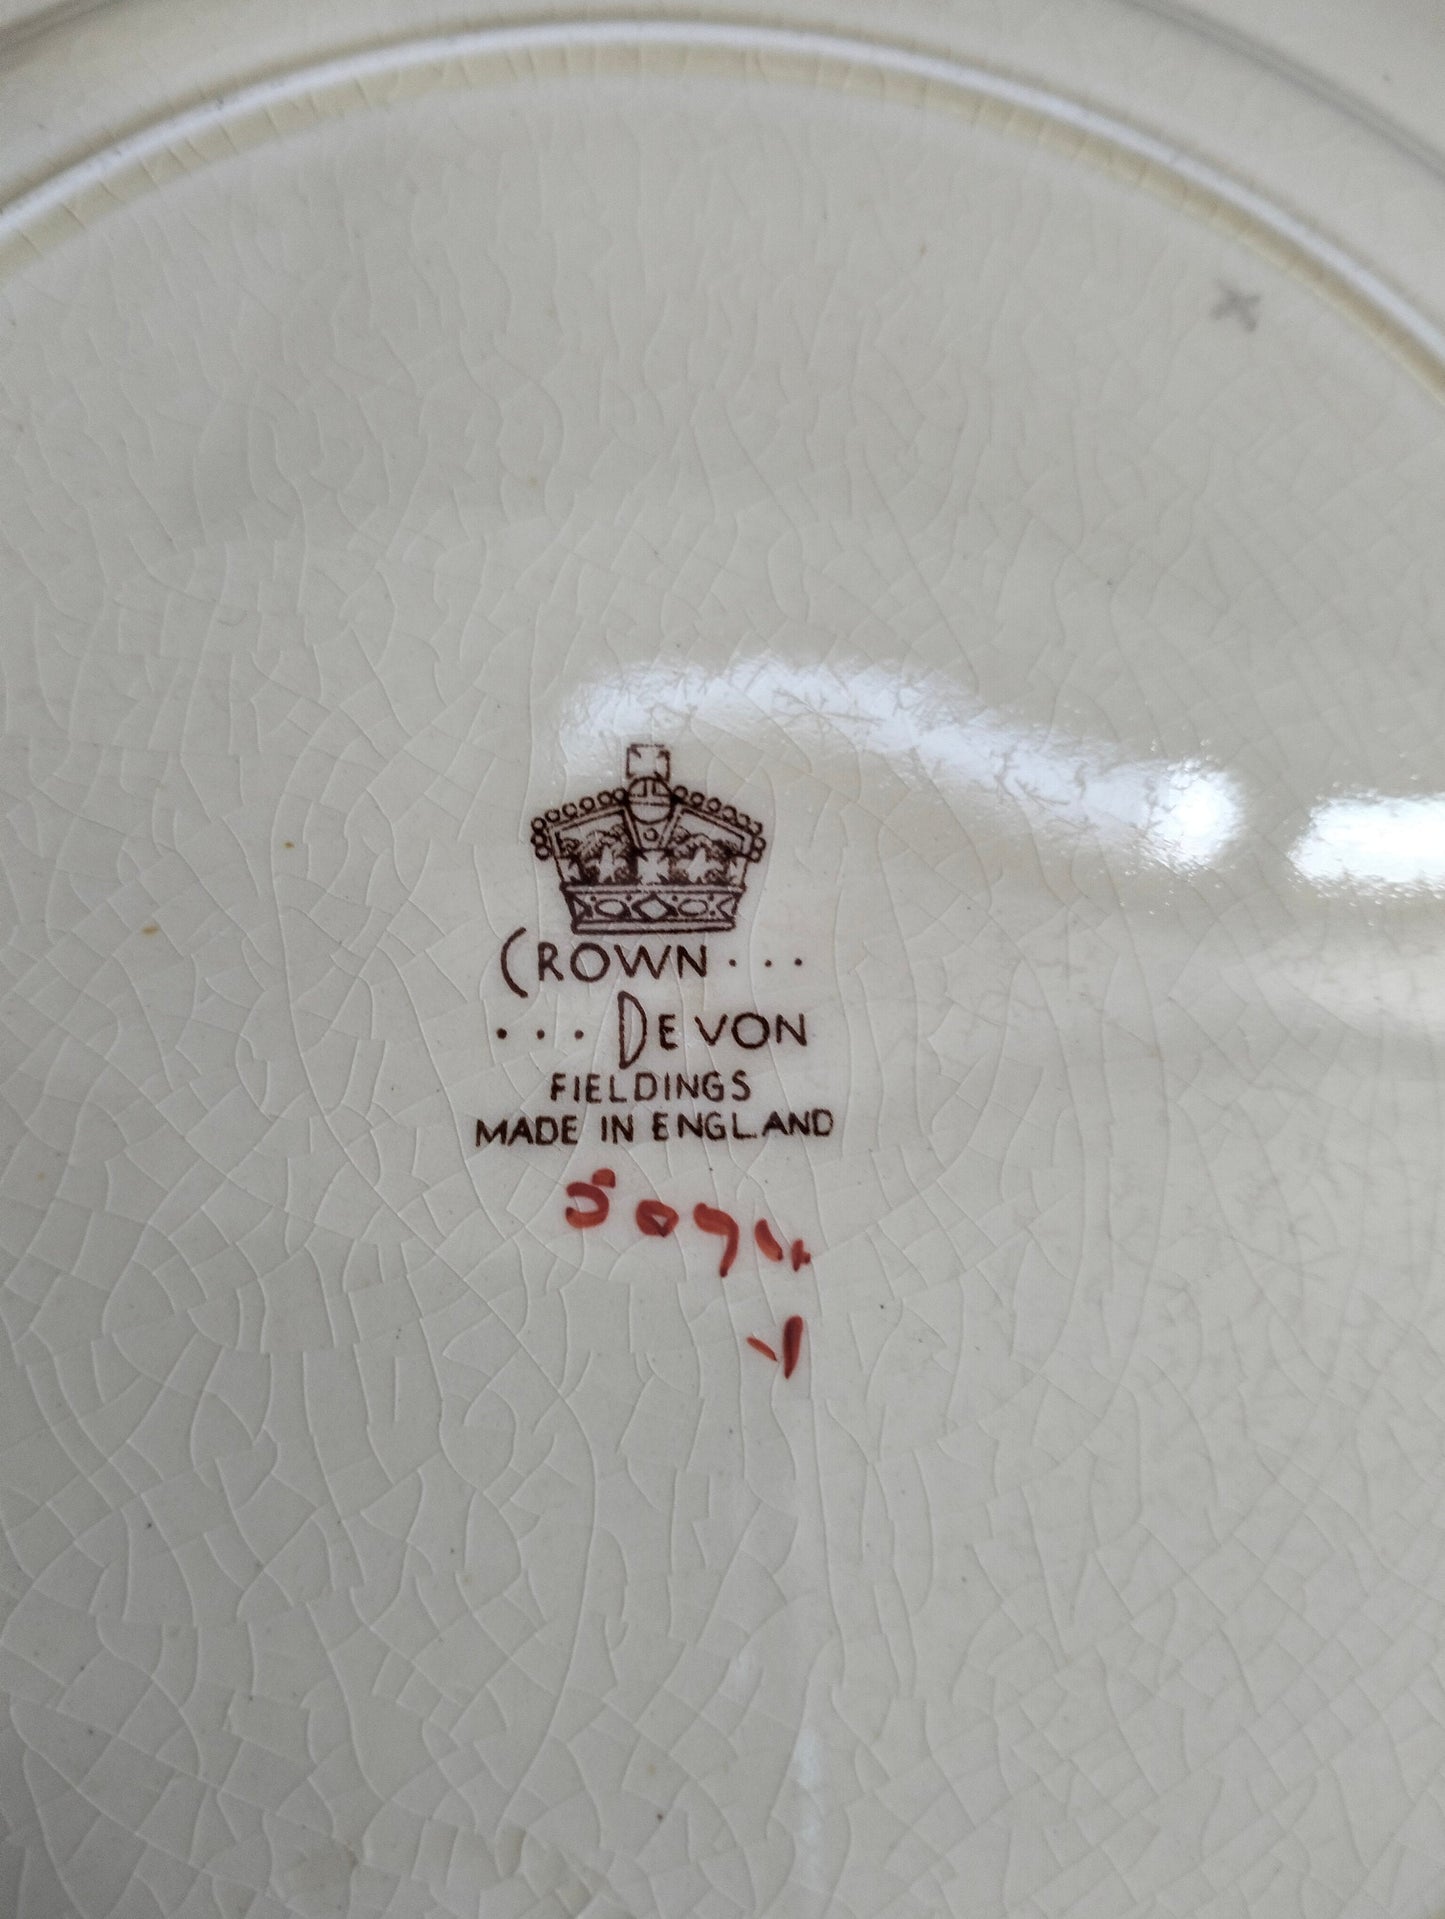 CROWN...
...DEVON
FIELDINGS
MADE IN ENGLAND